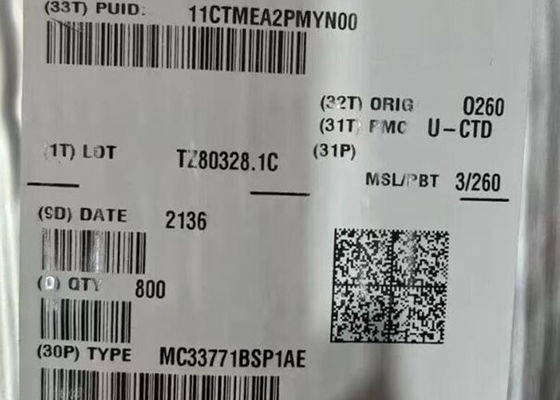 (33T) PUID: 11CTMEA2PMYN00
(32T) ORIG 0260
(31T) PMC U-CTD
(1T) LOT TZ80328.1C (31P)
MSL/PBT 3/260
(9D) DATE 2136
(Q) QTY 800
(30P) TYPE MC33771BSP1AE